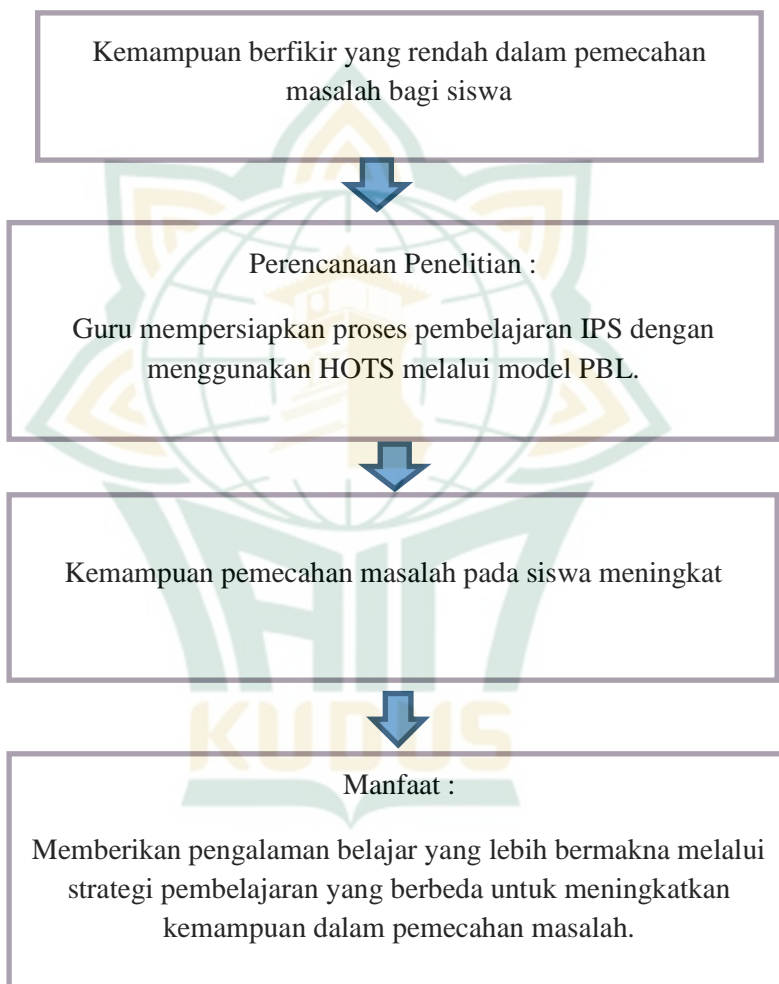 Kemampuan berfikir yang rendah dalam pemecahan
masalah bagi siswa
Perencanaan Penelitian :
Guru mempersiapkan proses pembelajaran IPS dengan
menggunakan HOTS melalui model PBL.
Kemampuan pemecahan masalah pada siswa meningkat
IAIN
KUDUS
Manfaat :
Memberikan pengalaman belajar yang lebih bermakna melalui
strategi pembelajaran yang berbeda untuk meningkatkan
kemampuan dalam pemecahan masalah.